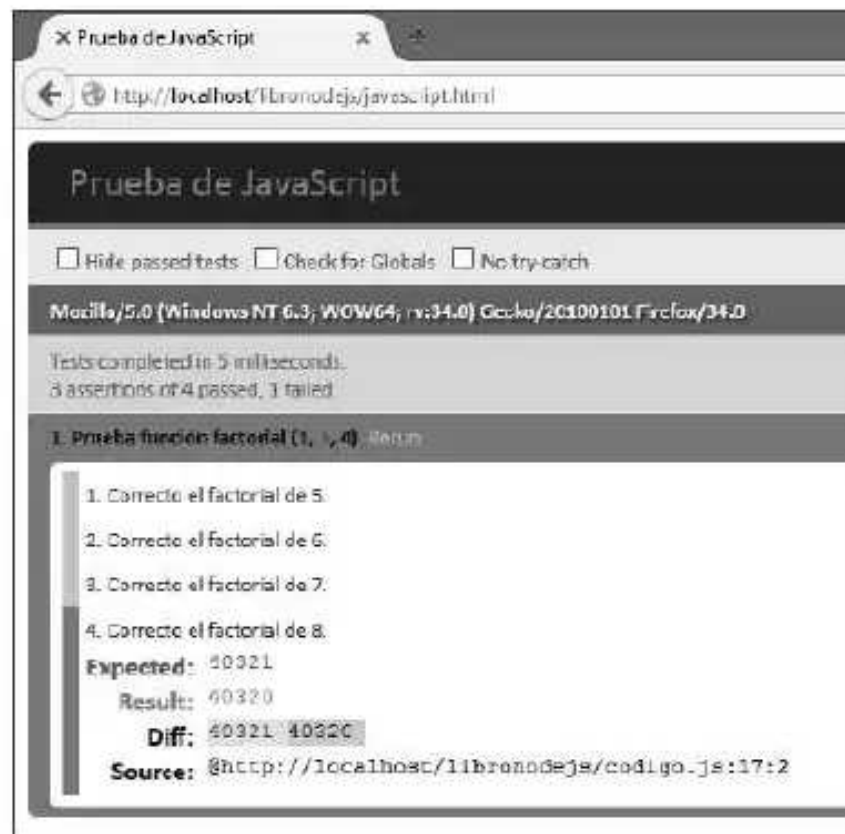 Prueba de JavaScript
http://localhost/libronodejs/javascript.html
Prueba de JavaScript
Hide passed tests Check for Globals No try-catch
Mozilla/5.0 (Windows NT 6.3; WOW64; rv:34.0) Gecko/20100101 Firefox/34.0
Tests completed in 5 milliseconds.
3 assertions of 4 passed, 1 failed.
1. Prueba función factorial (1, 3, 4) Rerun
1. Correcto el factorial de 5.
2. Correcto el factorial de 6.
3. Correcto el factorial de 7.
4. Correcto el factorial de 8.
Expected: 40321
Result: 40320
Diff: 40321 40320
Source: @http://localhost/libronodejs/codigo.js:17:2